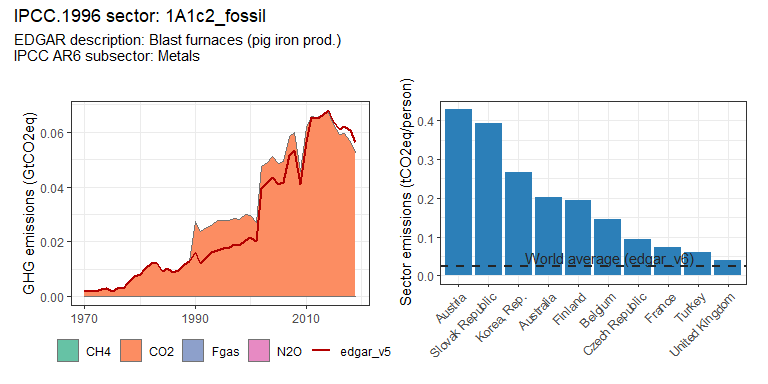 IPCC.1996 sector: 1A1c2_fossil
EDGAR description: Blast furnaces (pig iron prod.)
IPCC AR6 subsector: Metals
GHG emissions (GtCO2eq)
0.06
0.04
0.02
0.00
1970
1990
2010
CH4
CO2
Fgas
N2O
edgar_v5
Sector emissions (tCO2eq/person)
0.4
0.3
0.2
0.1
0.0
World average (edgar_v6)
Austria
Slovak Republic
Korea, Rep.
Australia
Finland
Belgium
Czech Republic
France
Turkey
United Kingdom